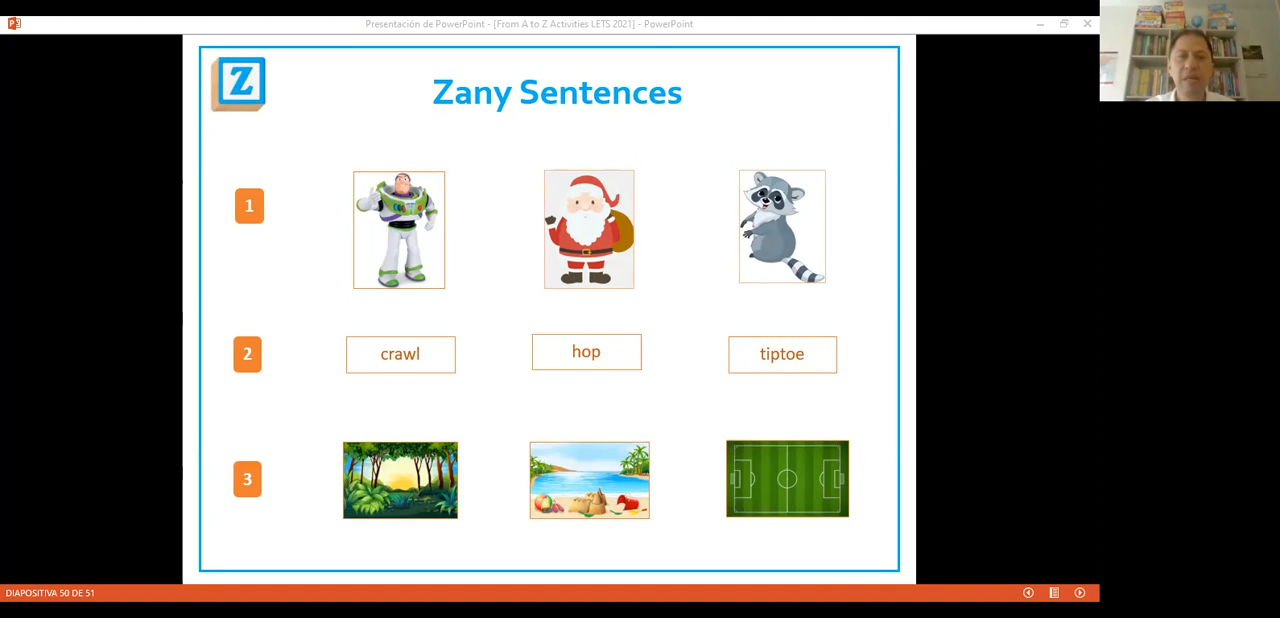 Presentación de PowerPoint - [From A to Z Activities LETS 2021] - PowerPoint
Z
Zany Sentences
1
2
crawl
hop
tiptoe
3
DIAPOSITIVA 50 DE 51